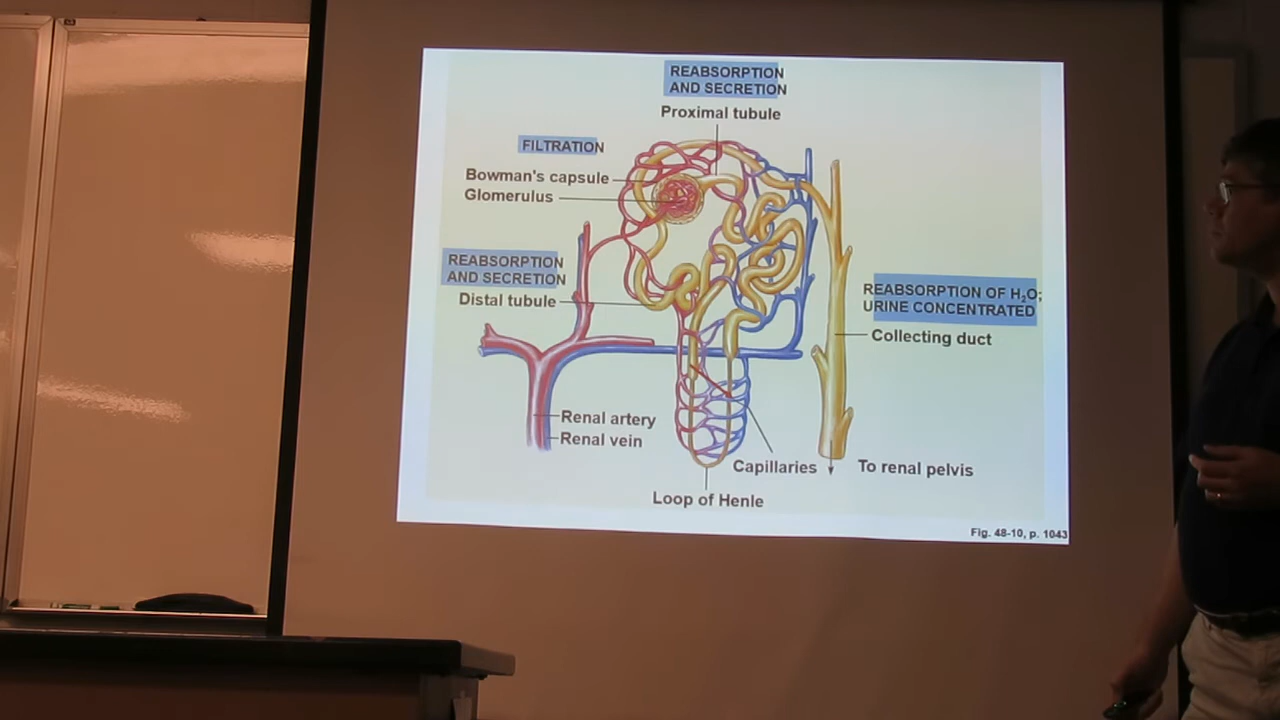 REABSORPTION
AND SECRETION
Proximal tubule
FILTRATION
Bowman's capsule
Glomerulus
REABSORPTION
AND SECRETION
Distal tubule
REABSORPTION OF H₂O;
URINE CONCENTRATED
Collecting duct
Renal artery
Renal vein
Capillaries
To renal pelvis
Loop of Henle
Fig. 48-10, p. 1043